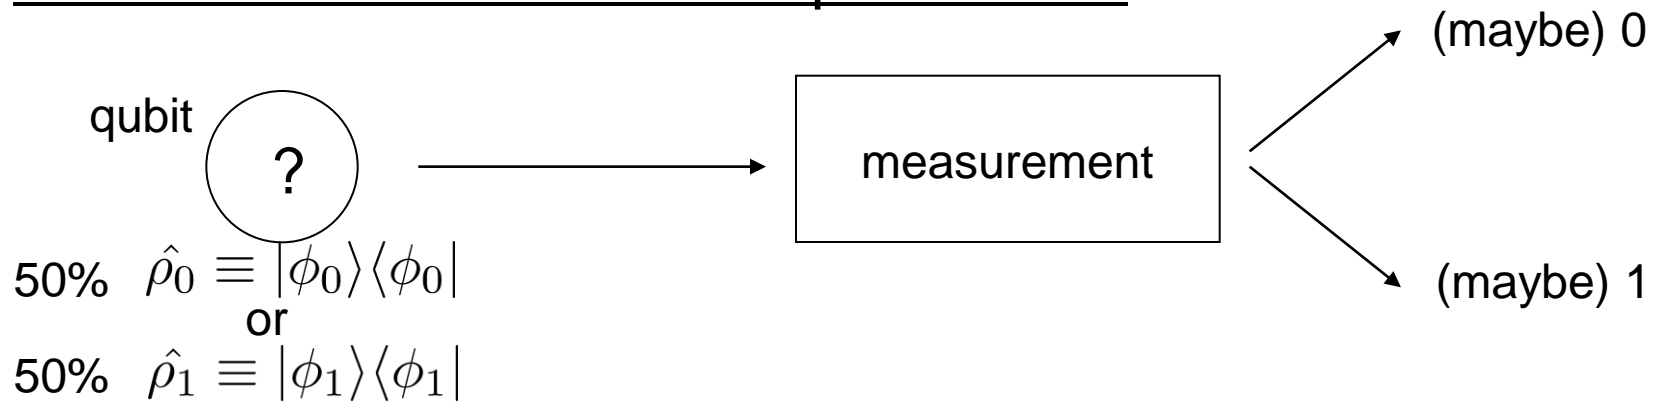 (maybe) 0
qubit
?
measurement
50% ρ̂₀ ≡ |ϕ₀⟩⟨ϕ₀|
(maybe) 1
or
50% ρ̂₁ ≡ |ϕ₁⟩⟨ϕ₁|